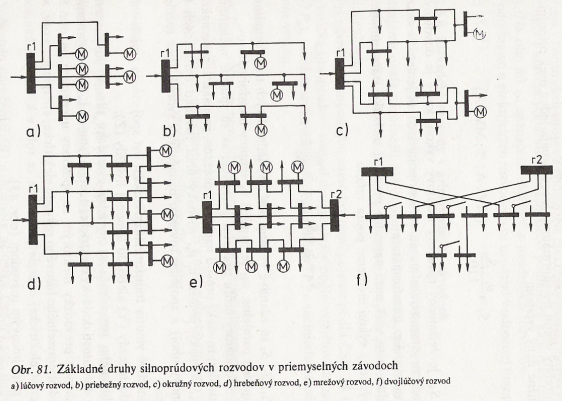 r1
M
M
M
M
M
M
a)
r1
M
M
M
b)
r1
M
M
c)
r1
M
M
M
d)
r1
M
M
M
r2
M
M
M
e)
r1
r2
f)
Obr. 81. Základné druhy silnoprúdových rozvodov v priemyselných závodoch
a) lúčový rozvod, b) priebežný rozvod, c) okružný rozvod, d) hrebeňový rozvod, e) mrežový rozvod, f) dvojlúčový rozvod